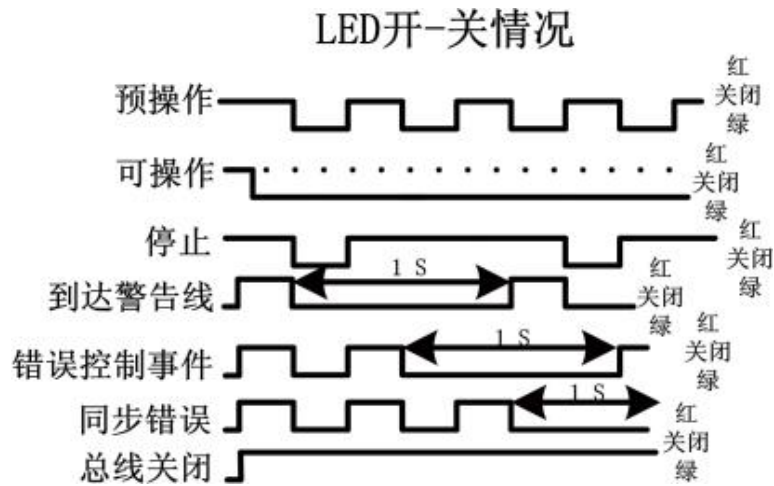 LED开-关情况
预操作
红
关闭
绿
可操作
红
关闭
绿
停止
红
关闭
绿
1 S
到达警告线
红
关闭
绿
错误控制事件
1 S
红
关闭
绿
同步错误
1 S
总线关闭
红
关闭
绿